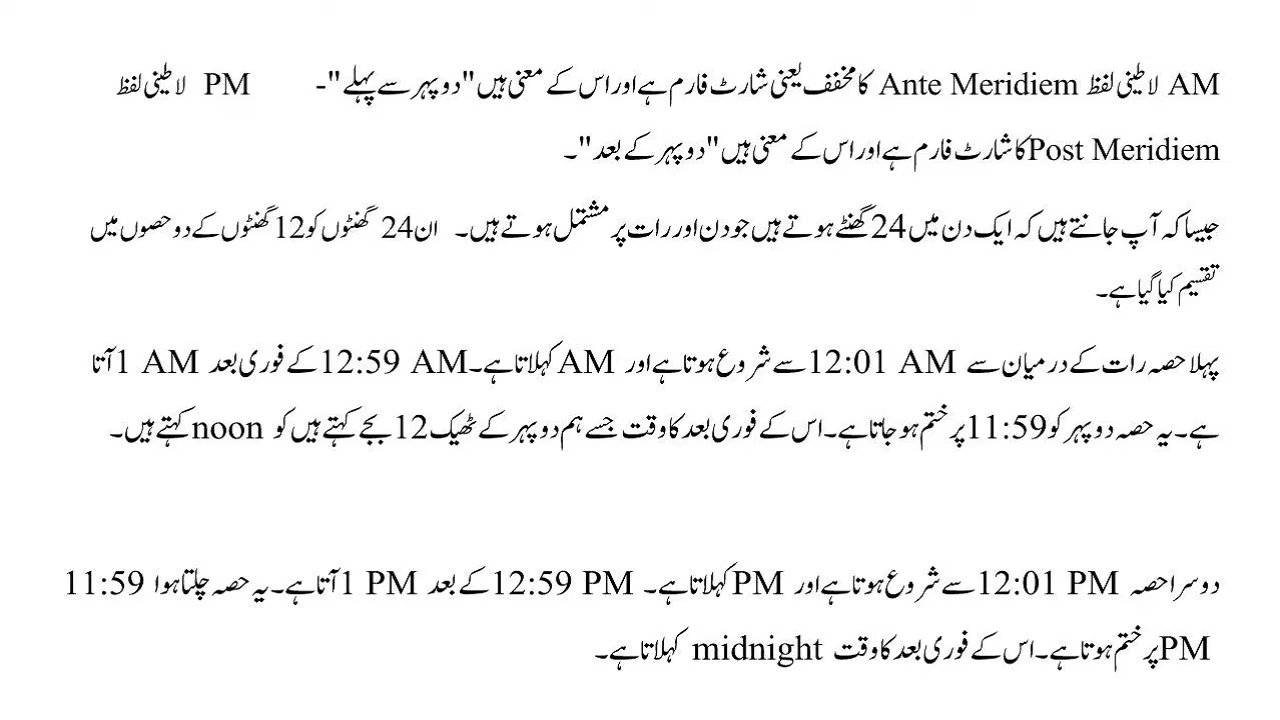 AM لاطینی لفظ Ante Meridiem کا مخفف یعنی شارٹ فارم ہے اور اس کے معنی ہیں "دوپہر سے پہلے"۔ PM لاطینی لفظ
Post Meridiem کا شارٹ فارم ہے اور اس کے معنی ہیں "دوپہر کے بعد"۔
جیسا کہ آپ جانتے ہیں کہ ایک دن میں 24 گھنٹے ہوتے ہیں جو دن اور رات پر مشتمل ہوتے ہیں۔ ان 24 گھنٹوں کو 12 گھنٹوں کے دو حصوں میں
تقسیم کیا گیا ہے۔
پہلا حصہ رات کے درمیان سے 12:01 AM سے شروع ہوتا ہے اور AM کہلاتا ہے۔ 12:59 AM کے فوری بعد 1 AM آتا
ہے۔ یہ حصہ دوپہر کو 11:59 پر ختم ہو جاتا ہے۔ اس کے فوری بعد کا وقت جسے ہم دوپہر کے ٹھیک 12 بجے کہتے ہیں کو noon کہتے ہیں۔
دوسرا حصہ 12:01 PM سے شروع ہوتا ہے اور PM کہلاتا ہے۔ 12:59 PM کے بعد 1 PM آتا ہے۔ یہ حصہ چلتا ہوا 11:59
PM پر ختم ہوتا ہے۔ اس کے فوری بعد کا وقت midnight کہلاتا ہے۔